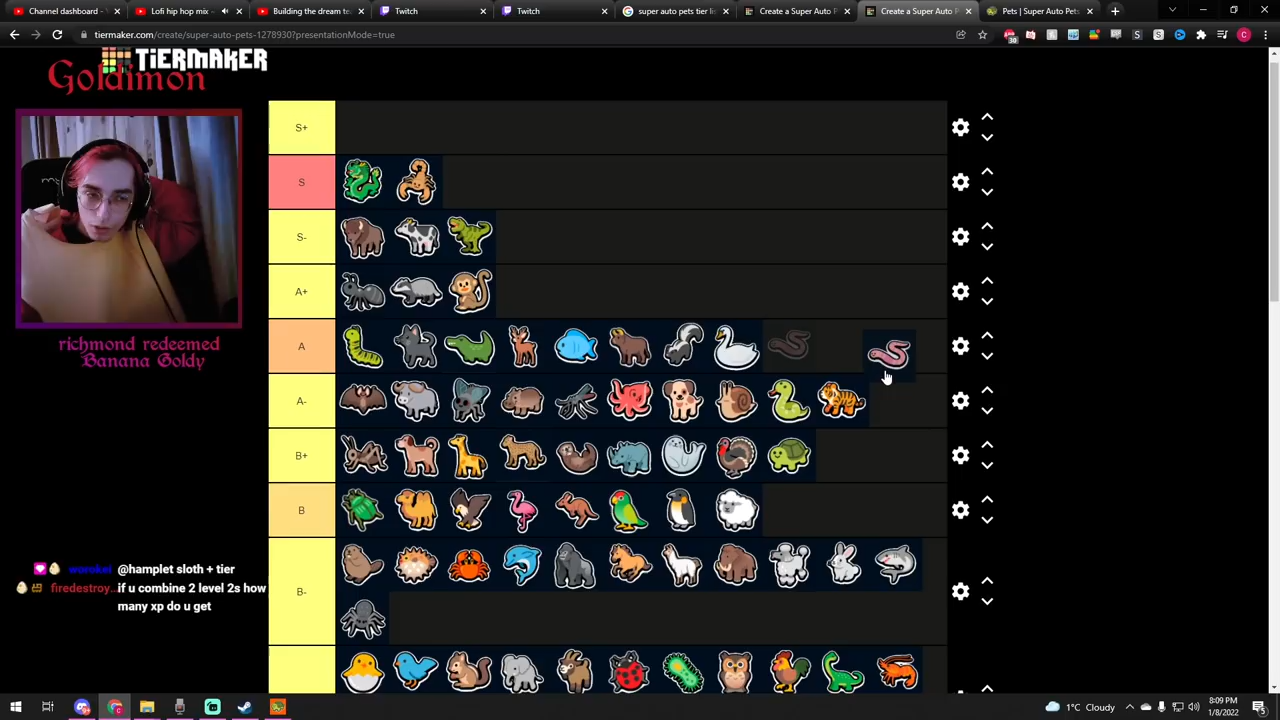 Channel dashboard -
Lofi hip hop mix -
Building the dream te
Twitch
Twitch
super auto pets tier li
Create a Super Auto P
Create a Super Auto P
Pets | Super Auto Pets
tiermaker.com/create/super-auto-pets-1278930?presentationMode=true
30
C
TiERMAKER
Goldimon
richmond redeemed
Banana Goldy
worokei @hamplet sloth + tier
firedestroy... if u combine 2 level 2s how
many xp do u get
S+
S
S-
A+
A
A-
B+
B
B-
1°C Cloudy
8:09 PM
1/8/2022